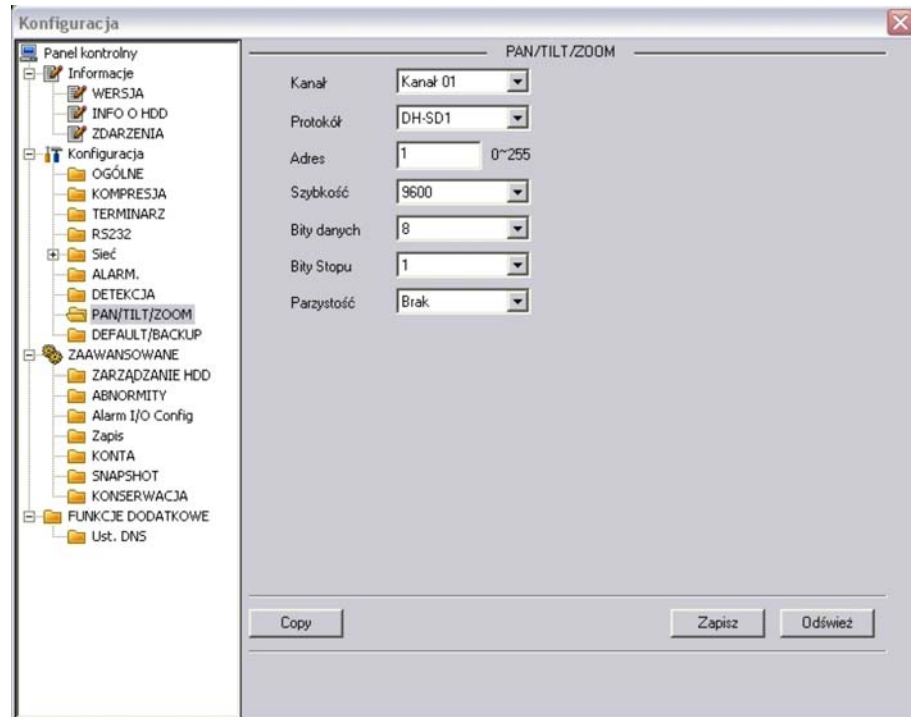 Konfiguracja
Panel kontrolny
Informacje
WERSJA
INFO O HDD
ZDARZENIA
Konfiguracja
OGÓLNE
KOMPRESJA
TERMINARZ
RS232
Sieć
ALARM.
DETEKCJA
PAN/TILT/ZOOM
DEFAULT/BACKUP
ZAAWANSOWANE
ZARZĄDZANIE HDD
ABNORMITY
Alarm I/O Config
Zapis
KONTA
SNAPSHOT
KONSERWACJA
FUNKCJE DODATKOWE
Ust. DNS
PAN/TILT/ZOOM
Kanał Kanał 01
Protokół DH-SD1
Adres 1 0~255
Szybkość 9600
Bity danych 8
Bity Stopu 1
Parzystość Brak
Copy Zapisz Odśwież